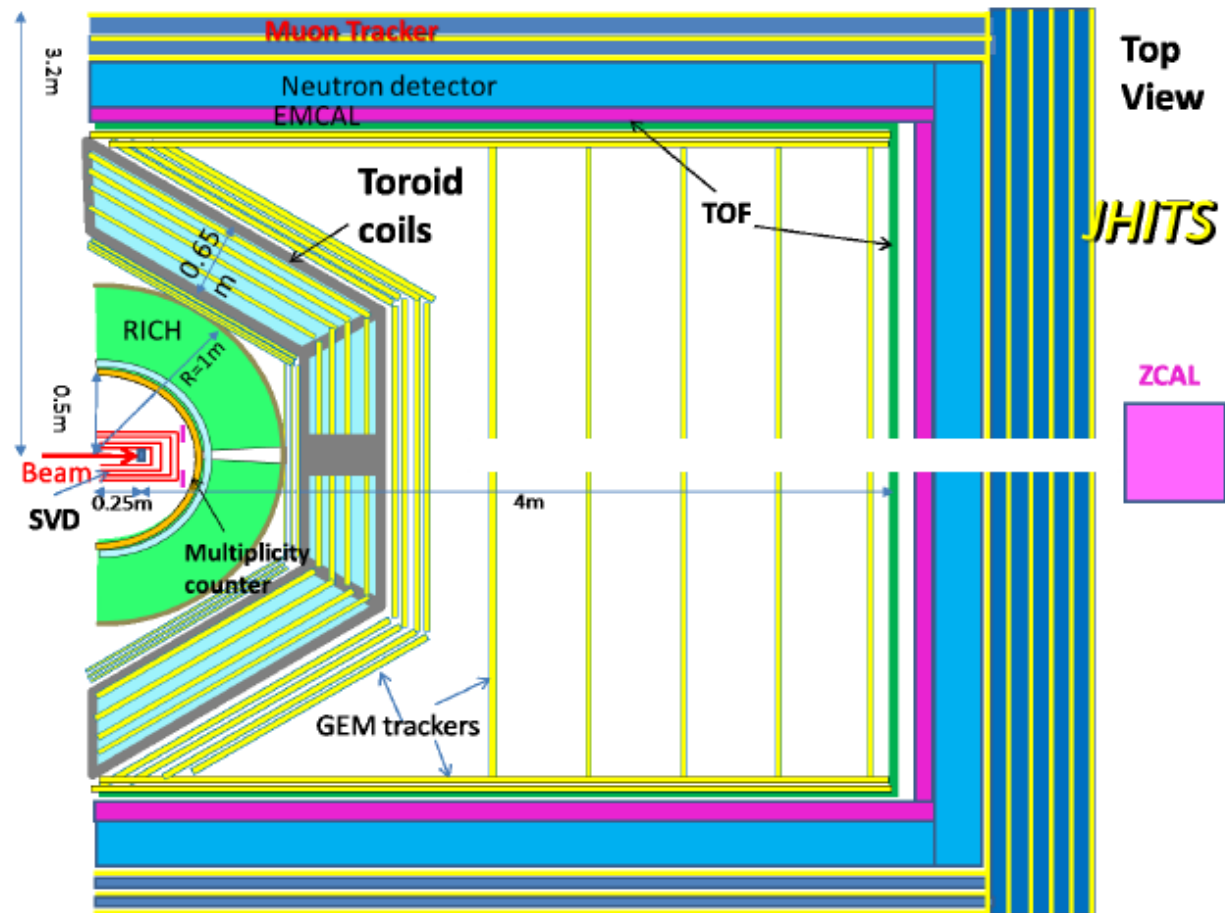 Muon Tracker
3.2m
Neutron detector
EMCAL
Top
View
Toroid
coils
TOF
JHITS
0.65
m
RICH
R=1m
ZCAL
0.5m
Beam
0.25m
4m
SVD
Multiplicity
counter
GEM trackers